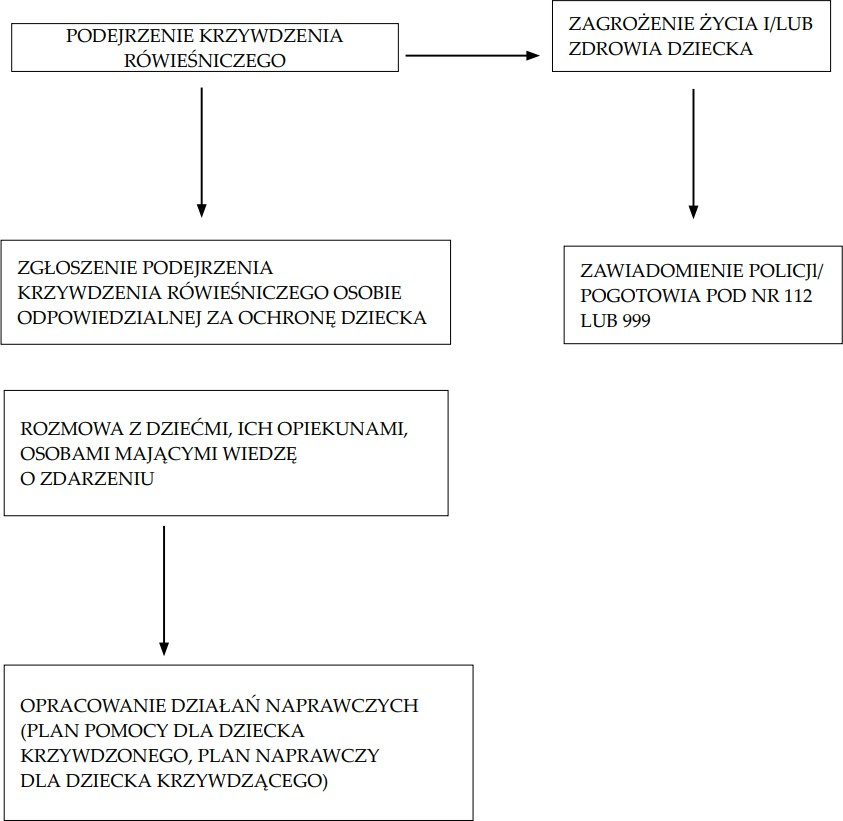 PODEJRZENIE KRZYWDZENIA
RÓWIEŚNICZEGO
ZAGROŻENIE ŻYCIA I/LUB
ZDROWIA DZIECKA
ZGŁOSZENIE PODEJRZENIA
KRZYWDZENIA RÓWIEŚNICZEGO OSOBIE
ODPOWIEDZIALNEJ ZA OCHRONĘ DZIECKA
ZAWIADOMIENIE POLICJl/
POGOTOWIA POD NR 112
LUB 999
ROZMOWA Z DZIEĆMI, ICH OPIEKUNAMI,
OSOBAMI MAJĄCYMI WIEDZĘ
O ZDARZENIU
OPRACOWANIE DZIAŁAŃ NAPRAWCZYCH
(PLAN POMOCY DLA DZIECKA
KRZYWDZONEGO, PLAN NAPRAWCZY
DLA DZIECKA KRZYWDZĄCEGO)